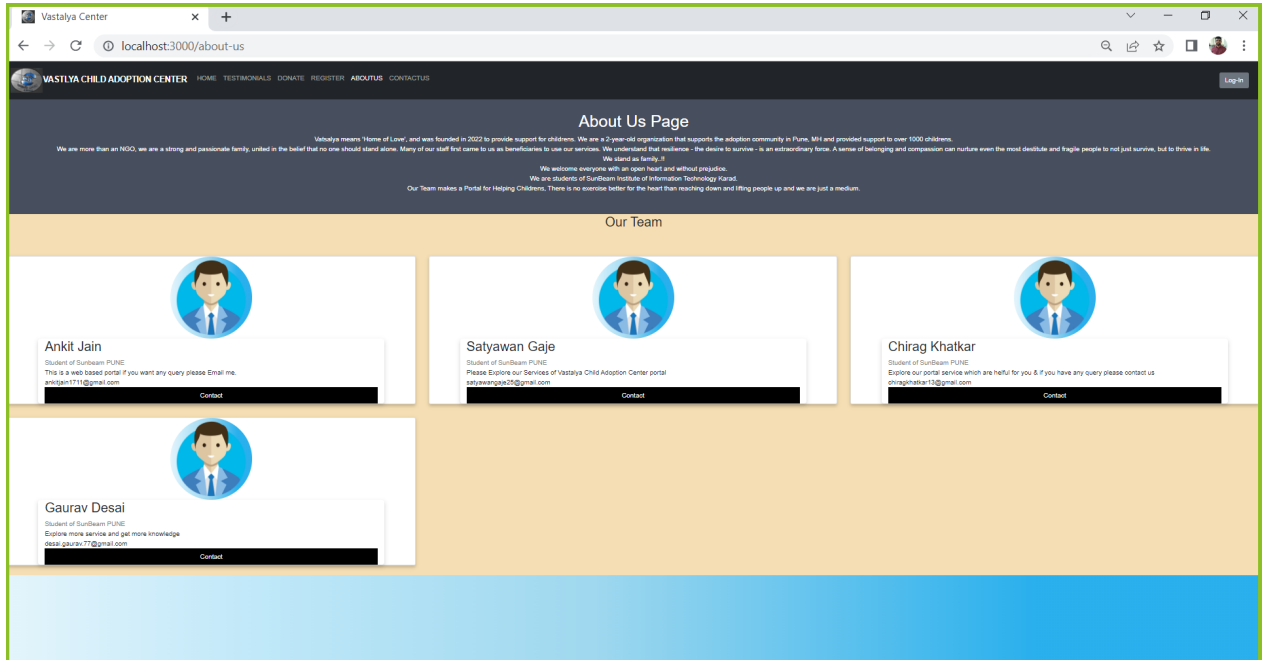 Vastalya Center
localhost:3000/about-us
VASTLYA CHILD ADOPTION CENTER HOME TESTIMONIALS DONATE REGISTER ABOUTUS CONTACTUS Log-In
About Us Page
Vatsalya means 'Home of Love', and was founded in 2022 to provide support for childrens. We are a 2-year-old organization that supports the adoption community in Pune, MH and provided support to over 1000 childrens.
We are more than an NGO, we are a strong and passionate family, united in the belief that no one should stand alone. Many of our staff first came to us as beneficiaries to use our services. We understand that resilience - the desire to survive - is an extraordinary force. A sense of belonging and compassion can nurture even the most destitute and fragile people to not just survive, but to thrive in life.
We stand as family..!!
We welcome everyone with an open heart and without prejudice.
We are students of SunBeam Institute of Information Technology Karad.
Our Team makes a Portal for Helping Childrens, There is no exercise better for the heart than reaching down and lifting people up and we are just a medium.
Our Team
Ankit Jain
Student of Sunbeam PUNE
This is a web based portal if you want any query please Email me.
ankitjain1711@gmail.com
Contact
Satyawan Gaje
Student of SunBeam PUNE
Please Explore our Services of Vastalya Child Adoption Center portal
satyawangaje25@gmail.com
Contact
Chirag Khatkar
Student of SunBeam PUNE
Explore our portal service which are helful for you & if you have any query please contact us
chiragkhatkar13@gmail.com
Contact
Gaurav Desai
Student of SunBeam PUNE
Explore more service and get more knowledge
desai.gaurav.77@gmail.com
Contact